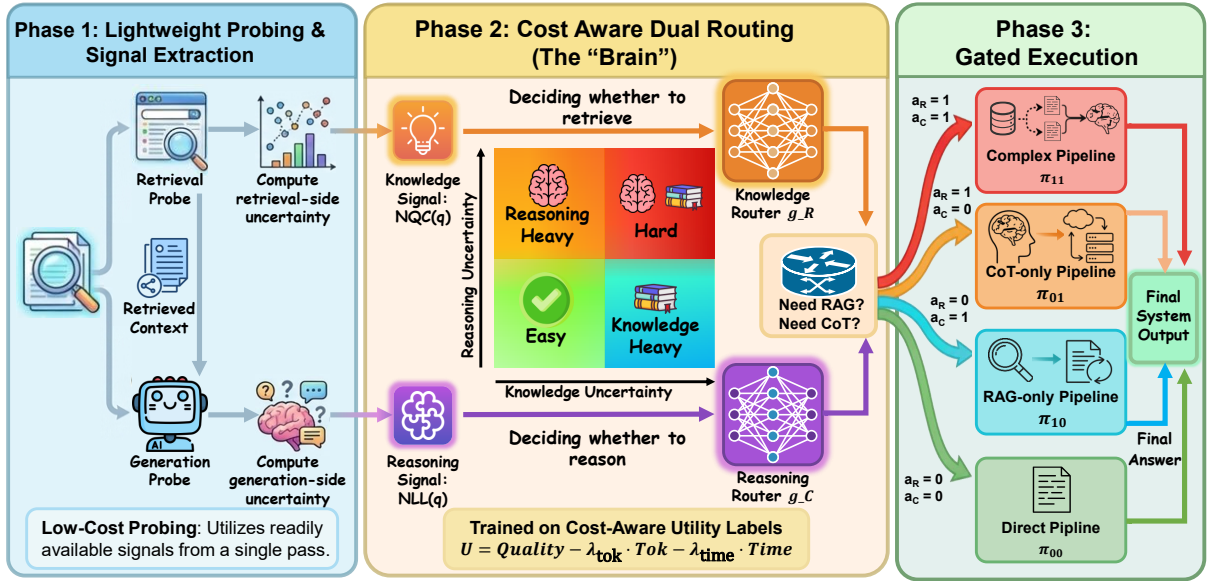 Phase 1: Lightweight Probing &
Signal Extraction
Retrieval
Probe
Compute
retrieval-side
uncertainty
Retrieved
Context
AI
Generation
Probe
Compute
generation-side
uncertainty
Low-Cost Probing: Utilizes readily
available signals from a single pass.
Phase 2: Cost Aware Dual Routing
(The “Brain”)
Knowledge
Signal:
NQC(q)
Deciding whether to
retrieve
Knowledge
Router g_R
Reasoning Uncertainty
Reasoning
Heavy
Hard
Easy
Knowledge
Heavy
Knowledge Uncertainty
Need RAG?
Need CoT?
Reasoning
Signal:
NLL(q)
Deciding whether to
reason
Reasoning
Router g_C
Trained on Cost-Aware Utility Labels
U = Quality − λtok · Tok − λtime · Time
Phase 3:
Gated Execution
aR = 1
aC = 1
Complex Pipeline
π11
aR = 1
aC = 0
CoT-only Pipeline
π01
aR = 0
aC = 1
RAG-only Pipeline
π10
aR = 0
aC = 0
Direct Pipline
π00
Final
System
Output
Final
Answer